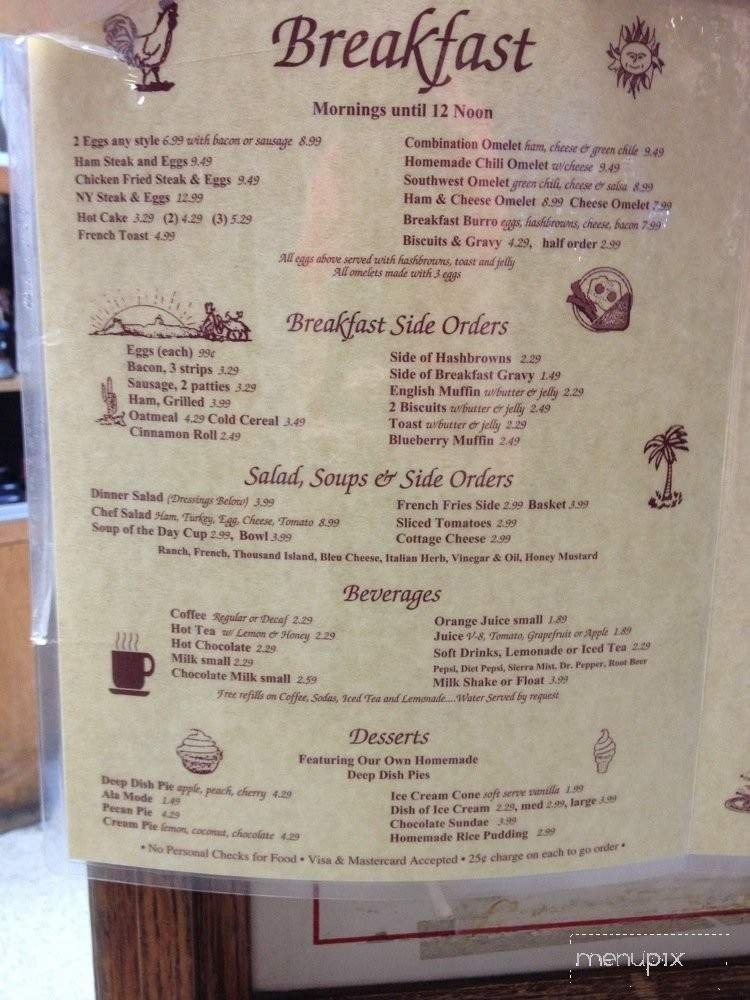 Breakfast
Mornings until 12 Noon
2 Eggs any style 6.99 with bacon or sausage 8.99
Ham Steak and Eggs 9.49
Chicken Fried Steak & Eggs 9.49
NY Steak & Eggs 12.99
Hot Cake 3.29 (2) 4.29 (3) 5.29
French Toast 4.99
Combination Omelet ham, cheese & green chile 9.49
Homemade Chili Omelet w/cheese 9.49
Southwest Omelet green chili, cheese & salsa 8.99
Ham & Cheese Omelet 8.99 Cheese Omelet 7.99
Breakfast Burro eggs, hashbrowns, cheese, bacon 7.99
Biscuits & Gravy 4.29, half order 2.99
All eggs above served with hashbrowns, toast and jelly
All omelets made with 3 eggs
Breakfast Side Orders
Eggs (each) 99¢
Bacon, 3 strips 3.29
Sausage, 2 patties 3.29
Ham, Grilled 3.99
Oatmeal 4.29 Cold Cereal 3.49
Cinnamon Roll 2.49
Side of Hashbrowns 2.29
Side of Breakfast Gravy 1.49
English Muffin w/butter & jelly 2.29
2 Biscuits w/butter & jelly 2.49
Toast w/butter & jelly 2.29
Blueberry Muffin 2.49
Salad, Soups & Side Orders
Dinner Salad (Dressings Below) 3.99
Chef Salad Ham, Turkey, Egg, Cheese, Tomato 8.99
Soup of the Day Cup 2.99, Bowl 3.99
French Fries Side 2.99 Basket 3.99
Sliced Tomatoes 2.99
Cottage Cheese 2.99
Ranch, French, Thousand Island, Bleu Cheese, Italian Herb, Vinegar & Oil, Honey Mustard
Beverages
Coffee Regular or Decaf 2.29
Hot Tea w/ Lemon & Honey 2.29
Hot Chocolate 2.29
Milk small 2.29
Chocolate Milk small 2.59
Orange Juice small 1.89
Juice V-8, Tomato, Grapefruit or Apple 1.89
Soft Drinks, Lemonade or Iced Tea 2.29
Pepsi, Diet Pepsi, Sierra Mist, Dr. Pepper, Root Beer
Milk Shake or Float 3.99
Free refills on Coffee, Sodas, Iced Tea and Lemonade....Water Served by request
Desserts
Featuring Our Own Homemade
Deep Dish Pies
Deep Dish Pie apple, peach, cherry 4.29
Ala Mode 1.49
Pecan Pie 4.29
Cream Pie lemon, coconut, chocolate 4.29
Ice Cream Cone soft serve vanilla 1.99
Dish of Ice Cream 2.29, med 2.99, large 3.99
Chocolate Sundae 3.99
Homemade Rice Pudding 2.99
• No Personal Checks for Food • Visa & Mastercard Accepted • 25¢ charge on each to go order •
menupix